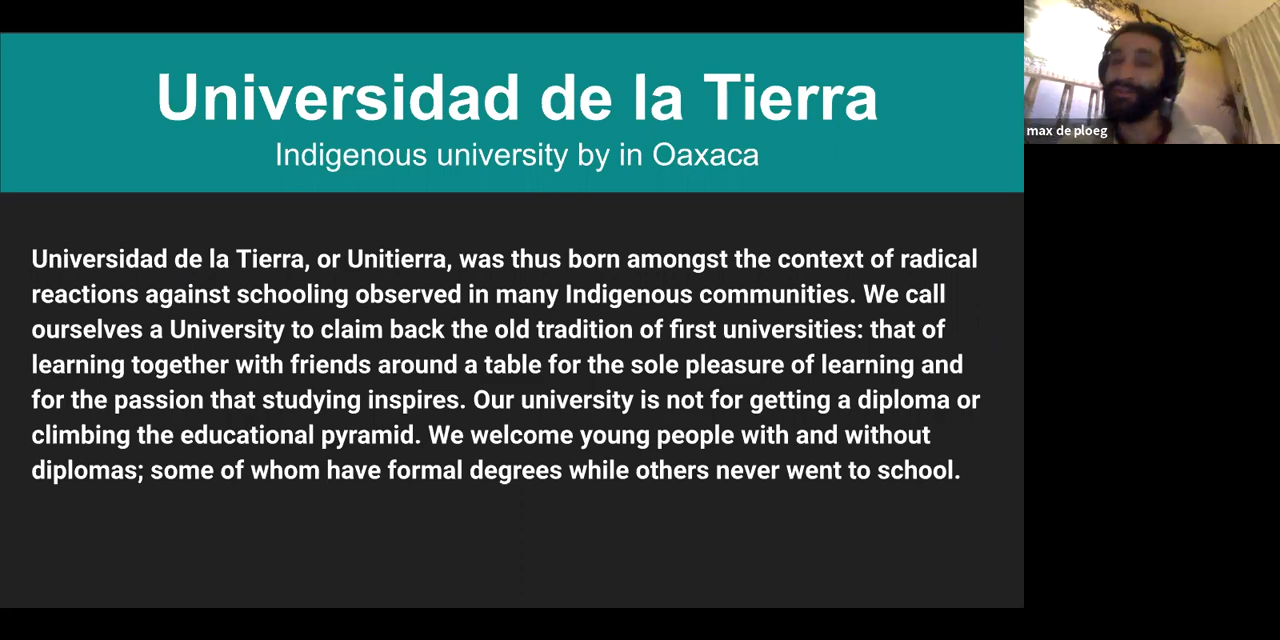 Universidad de la Tierra
Indigenous university by in Oaxaca
Universidad de la Tierra, or Unitierra, was thus born amongst the context of radical
reactions against schooling observed in many Indigenous communities. We call
ourselves a University to claim back the old tradition of first universities: that of
learning together with friends around a table for the sole pleasure of learning and
for the passion that studying inspires. Our university is not for getting a diploma or
climbing the educational pyramid. We welcome young people with and without
diplomas; some of whom have formal degrees while others never went to school.
max de ploeg